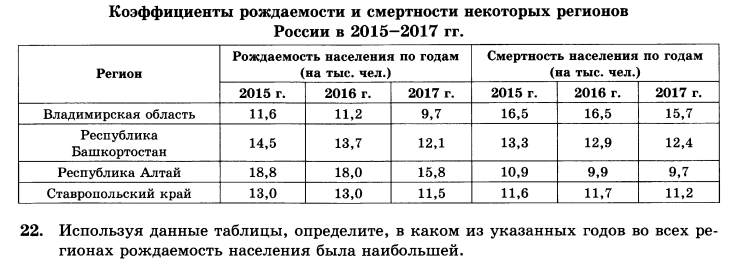 Коэффициенты рождаемости и смертности некоторых регионов
России в 2015–2017 гг.
Регион | Рождаемость населения по годам (на тыс. чел.) | Смертность населения по годам (на тыс. чел.)
2015 г. | 2016 г. | 2017 г. | 2015 г. | 2016 г. | 2017 г.
Владимирская область | 11,6 | 11,2 | 9,7 | 16,5 | 16,5 | 15,7
Республика Башкортостан | 14,5 | 13,7 | 12,1 | 13,3 | 12,9 | 12,4
Республика Алтай | 18,8 | 18,0 | 15,8 | 10,9 | 9,9 | 9,7
Ставропольский край | 13,0 | 13,0 | 11,5 | 11,6 | 11,7 | 11,2
22. Используя данные таблицы, определите, в каком из указанных годов во всех ре-
гионах рождаемость населения была наибольшей.